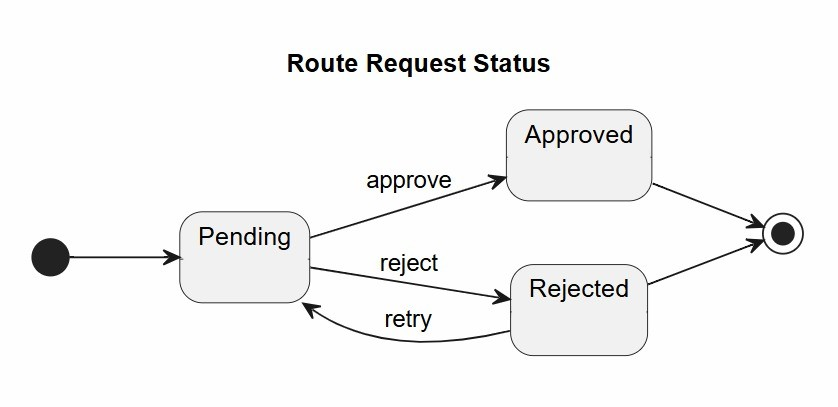 Route Request Status
Approved
approve
Pending
reject
Rejected
retry